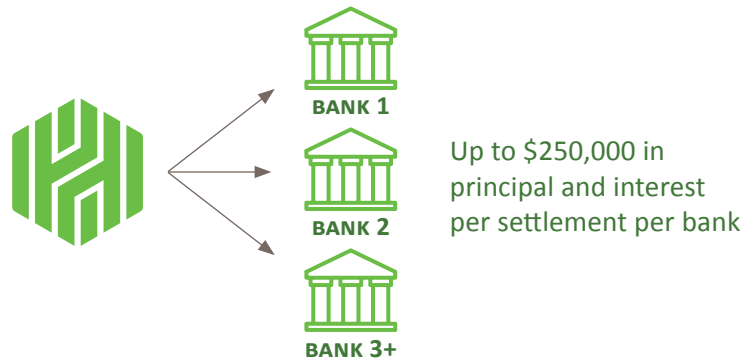 BANK 1
BANK 2
BANK 3+
Up to $250,000 in
principal and interest
per settlement per bank